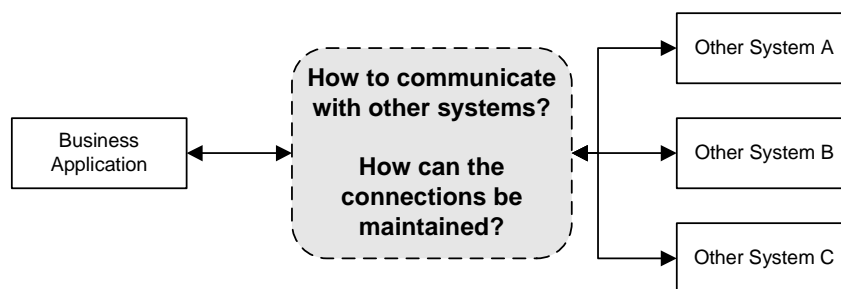 Business
Application
How to communicate
with other systems?
How can the
connections be
maintained?
Other System A
Other System B
Other System C